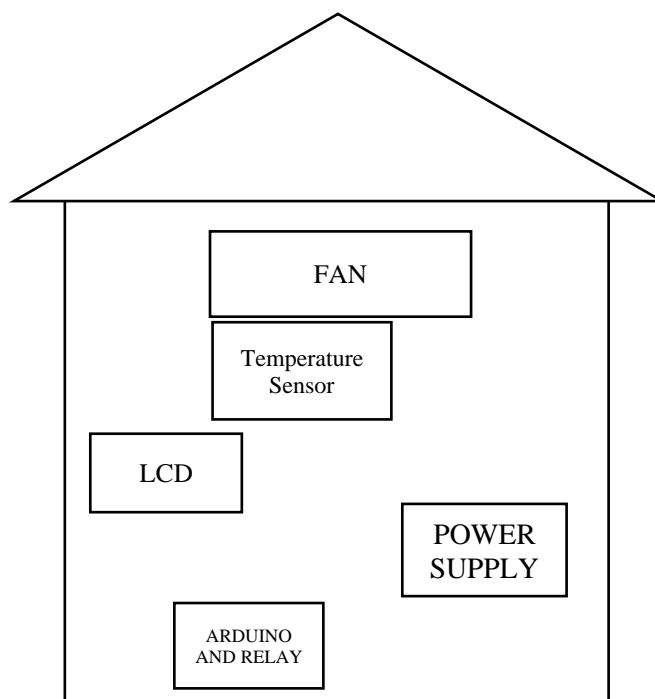 FAN
Temperature
Sensor
LCD
POWER
SUPPLY
ARDUINO
AND RELAY